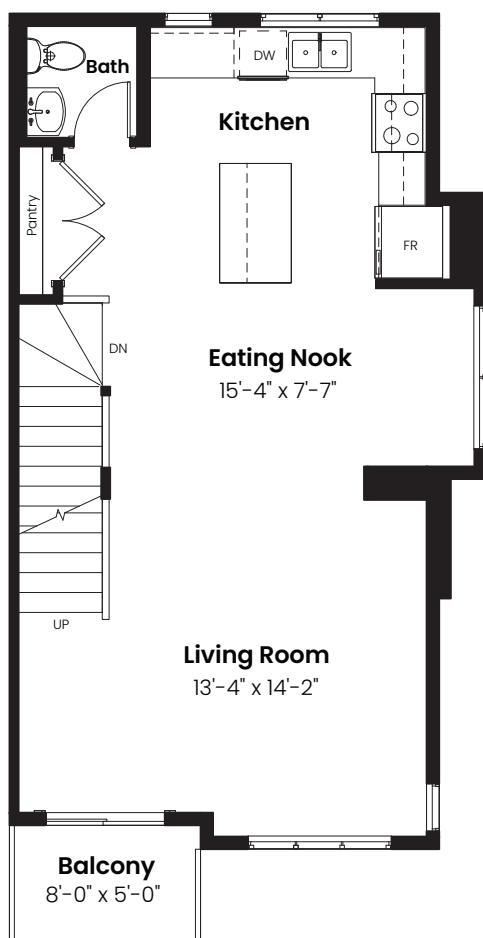 DW
Bath
Kitchen
Pantry
FR
DN
Eating Nook
15'-4" x 7'-7"
UP
Living Room
13'-4" x 14'-2"
Balcony
8'-0" x 5'-0"